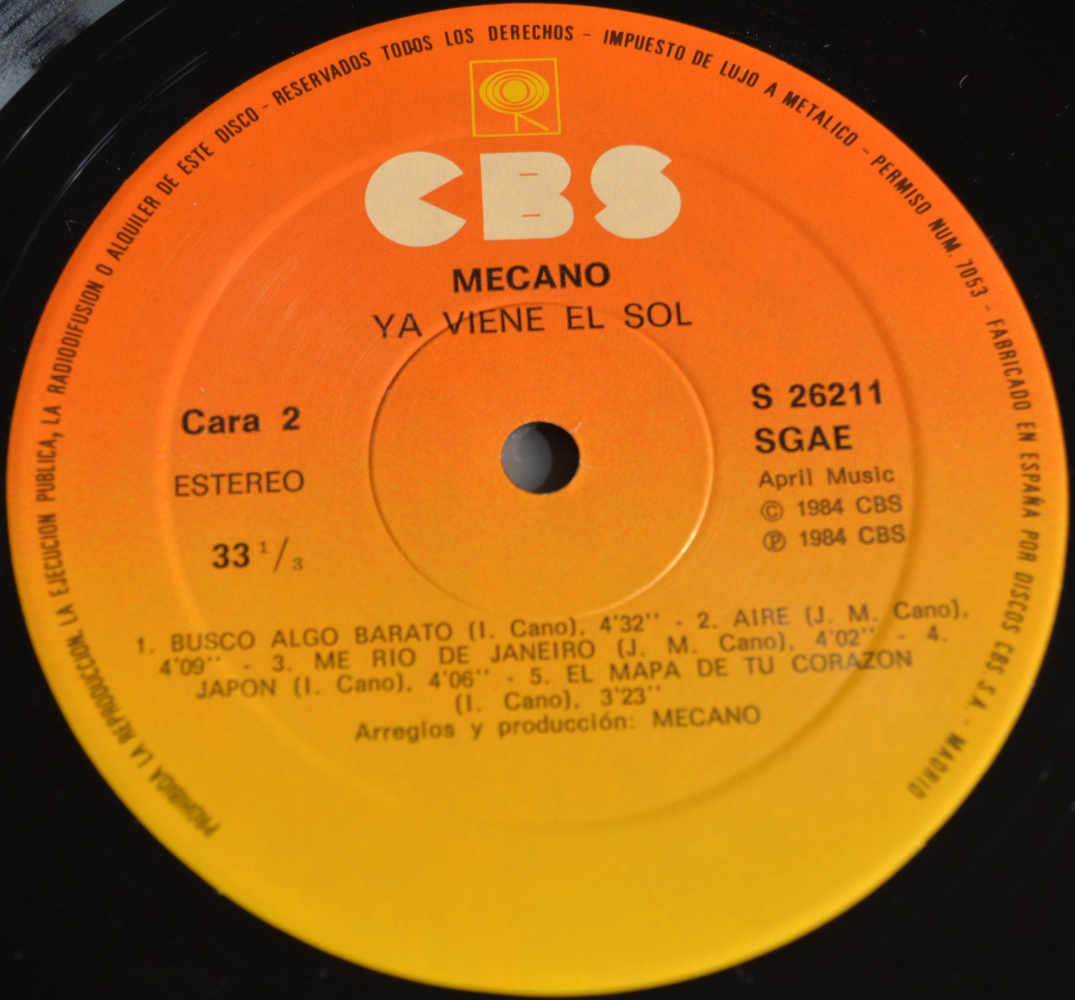 PROHIBIDA LA REPRODUCCION, LA EJECUCION PUBLICA, LA RADIODIFUSION O ALQUILER DE ESTE DISCO - RESERVADOS TODOS LOS DERECHOS - IMPUESTO DE LUJO A METALICO - PERMISO NUM. 7053 - FABRICADO EN ESPAÑA POR DISCOS CBS S.A. - MADRID
CBS
MECANO
YA VIENE EL SOL
Cara 2
ESTEREO
33 1/3
S 26211
SGAE
April Music
© 1984 CBS
℗ 1984 CBS
1. BUSCO ALGO BARATO (I. Cano), 4'32'' - 2. AIRE (J. M. Cano),
4'09'' - 3. ME RIO DE JANEIRO (J. M. Cano), 4'02'' - 4.
JAPON (I. Cano), 4'06'' - 5. EL MAPA DE TU CORAZON
(I. Cano), 3'23''
Arreglos y producción: MECANO